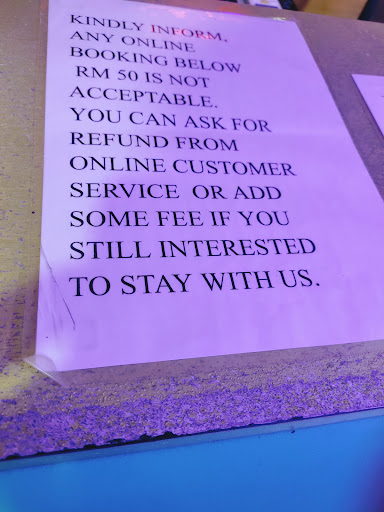 KINDLY INFORM,
ANY ONLINE
BOOKING BELOW
RM 50 IS NOT
ACCEPTABLE.
YOU CAN ASK FOR
REFUND FROM
ONLINE CUSTOMER
SERVICE OR ADD
SOME FEE IF YOU
STILL INTERESTED
TO STAY WITH US.